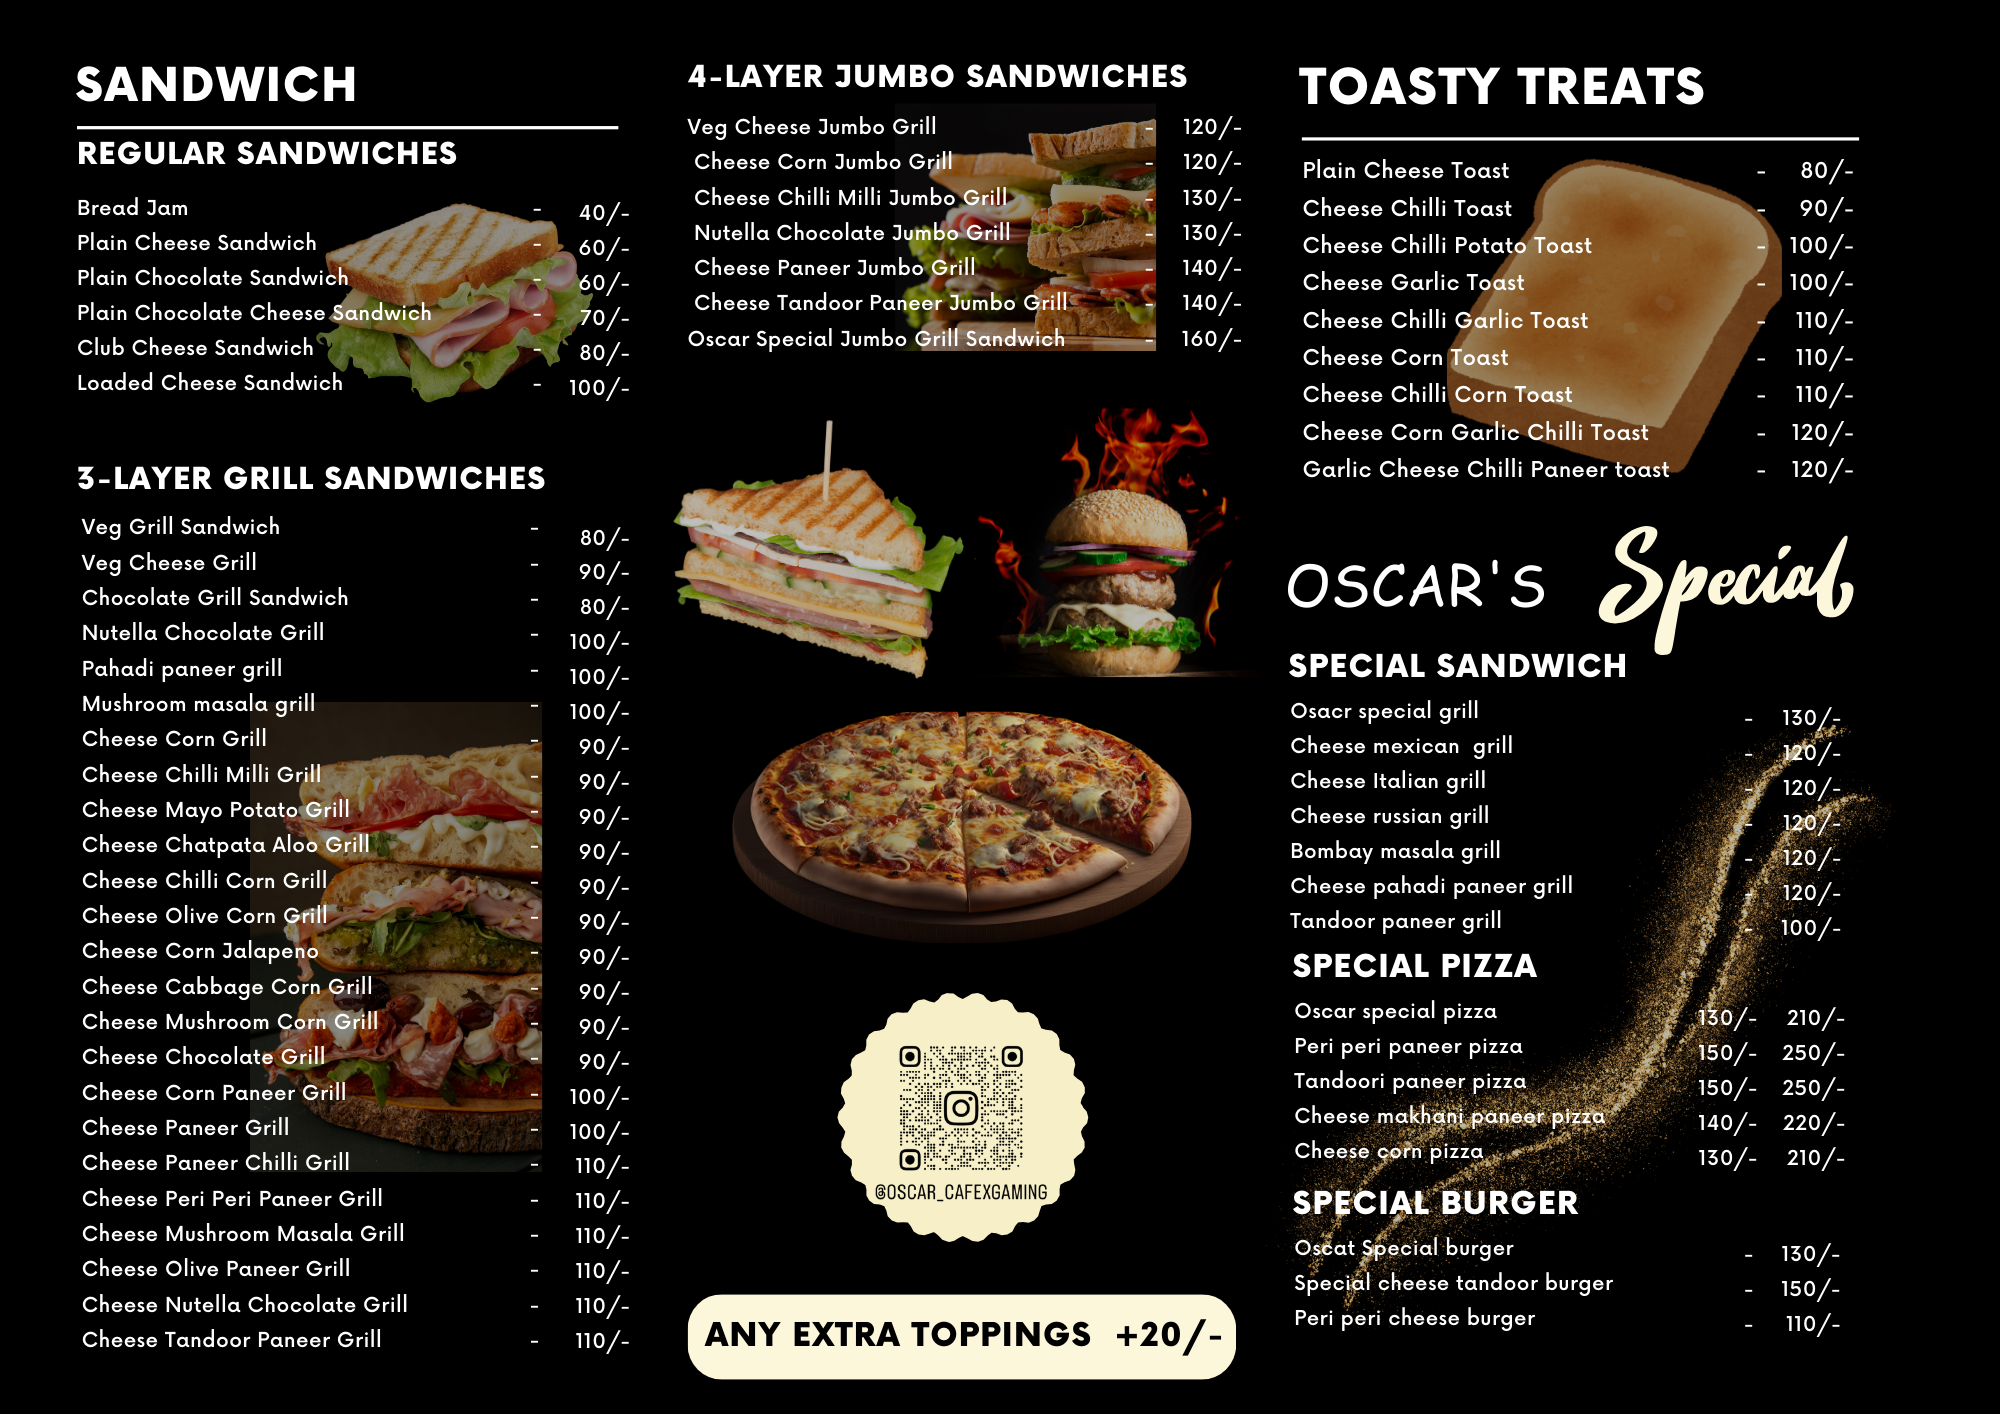 SANDWICH
REGULAR SANDWICHES
Bread Jam - 40/-
Plain Cheese Sandwich - 60/-
Plain Chocolate Sandwich - 60/-
Plain Chocolate Cheese Sandwich - 70/-
Club Cheese Sandwich - 80/-
Loaded Cheese Sandwich - 100/-
3-LAYER GRILL SANDWICHES
Veg Grill Sandwich - 80/-
Veg Cheese Grill - 90/-
Chocolate Grill Sandwich - 80/-
Nutella Chocolate Grill - 100/-
Pahadi paneer grill - 100/-
Mushroom masala grill - 100/-
Cheese Corn Grill - 90/-
Cheese Chilli Milli Grill - 90/-
Cheese Mayo Potato Grill - 90/-
Cheese Chatpata Aloo Grill - 90/-
Cheese Chilli Corn Grill - 90/-
Cheese Olive Corn Grill - 90/-
Cheese Corn Jalapeno - 90/-
Cheese Cabbage Corn Grill - 90/-
Cheese Mushroom Corn Grill - 90/-
Cheese Chocolate Grill - 90/-
Cheese Corn Paneer Grill - 100/-
Cheese Paneer Grill - 100/-
Cheese Paneer Chilli Grill - 110/-
Cheese Peri Peri Paneer Grill - 110/-
Cheese Mushroom Masala Grill - 110/-
Cheese Olive Paneer Grill - 110/-
Cheese Nutella Chocolate Grill - 110/-
Cheese Tandoor Paneer Grill - 110/-
4-LAYER JUMBO SANDWICHES
Veg Cheese Jumbo Grill - 120/-
Cheese Corn Jumbo Grill - 120/-
Cheese Chilli Milli Jumbo Grill - 130/-
Nutella Chocolate Jumbo Grill - 130/-
Cheese Paneer Jumbo Grill - 140/-
Cheese Tandoor Paneer Jumbo Grill - 140/-
Oscar Special Jumbo Grill Sandwich - 160/-
@OSCAR_CAFEXGAMING
ANY EXTRA TOPPINGS +20/-
TOASTY TREATS
Plain Cheese Toast - 80/-
Cheese Chilli Toast - 90/-
Cheese Chilli Potato Toast - 100/-
Cheese Garlic Toast - 100/-
Cheese Chilli Garlic Toast - 110/-
Cheese Corn Toast - 110/-
Cheese Chilli Corn Toast - 110/-
Cheese Corn Garlic Chilli Toast - 120/-
Garlic Cheese Chilli Paneer toast - 120/-
OSCAR'S Special
SPECIAL SANDWICH
Osacr special grill - 130/-
Cheese mexican grill - 120/-
Cheese Italian grill - 120/-
Cheese russian grill - 120/-
Bombay masala grill - 120/-
Cheese pahadi paneer grill - 120/-
Tandoor paneer grill - 100/-
SPECIAL PIZZA
Oscar special pizza 130/- 210/-
Peri peri paneer pizza 150/- 250/-
Tandoori paneer pizza 150/- 250/-
Cheese makhani paneer pizza 140/- 220/-
Cheese corn pizza 130/- 210/-
SPECIAL BURGER
Oscat Special burger - 130/-
Special cheese tandoor burger - 150/-
Peri peri cheese burger - 110/-